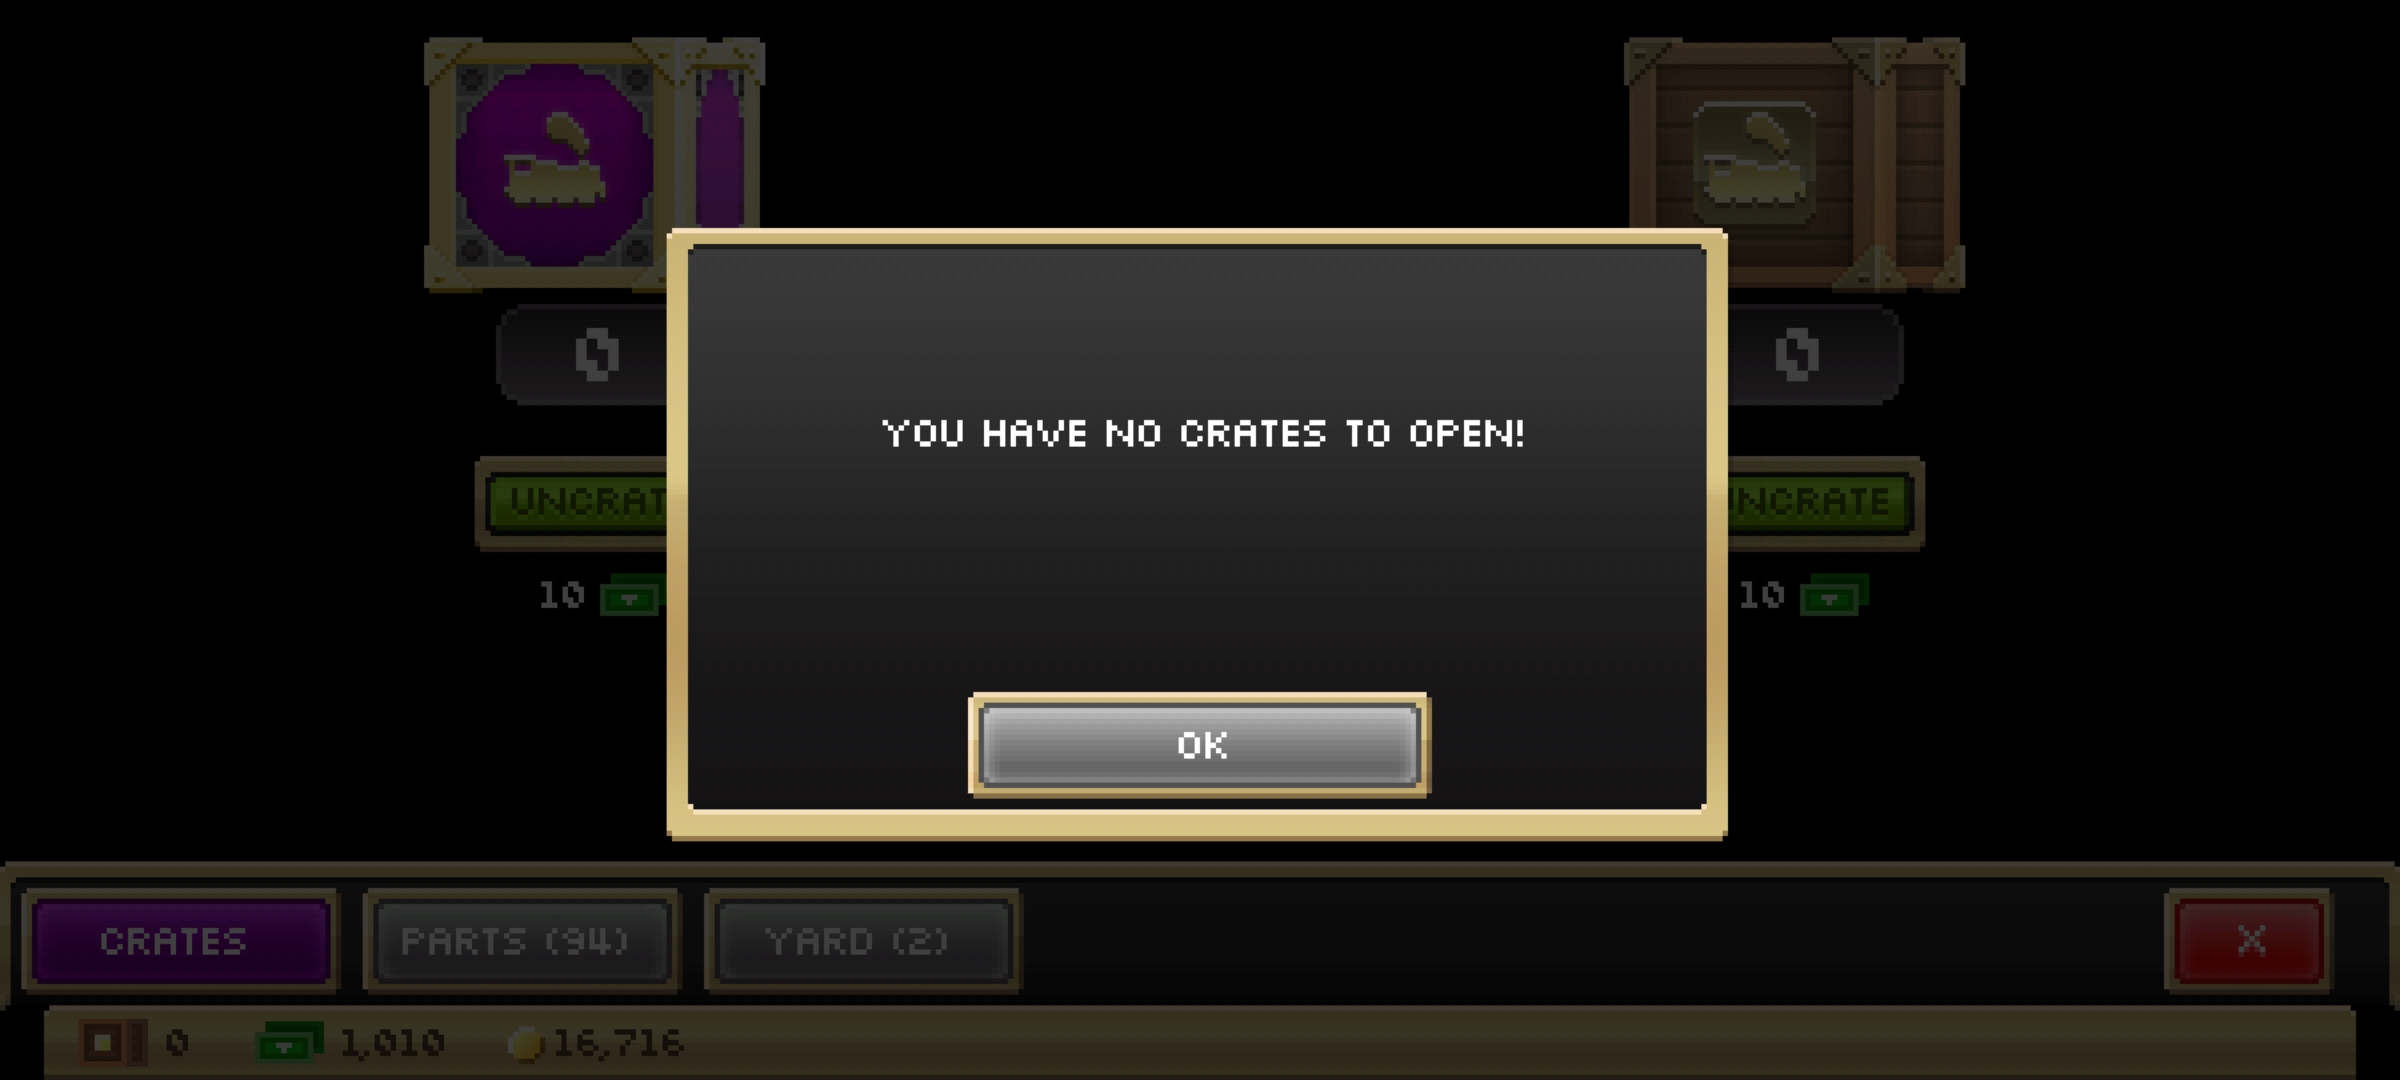 0
0
YOU HAVE NO CRATES TO OPEN!
UNCRAT
NCRATE
10
10
OK
CRATES
PARTS (94)
YARD (2)
X
0
1,010
16,716